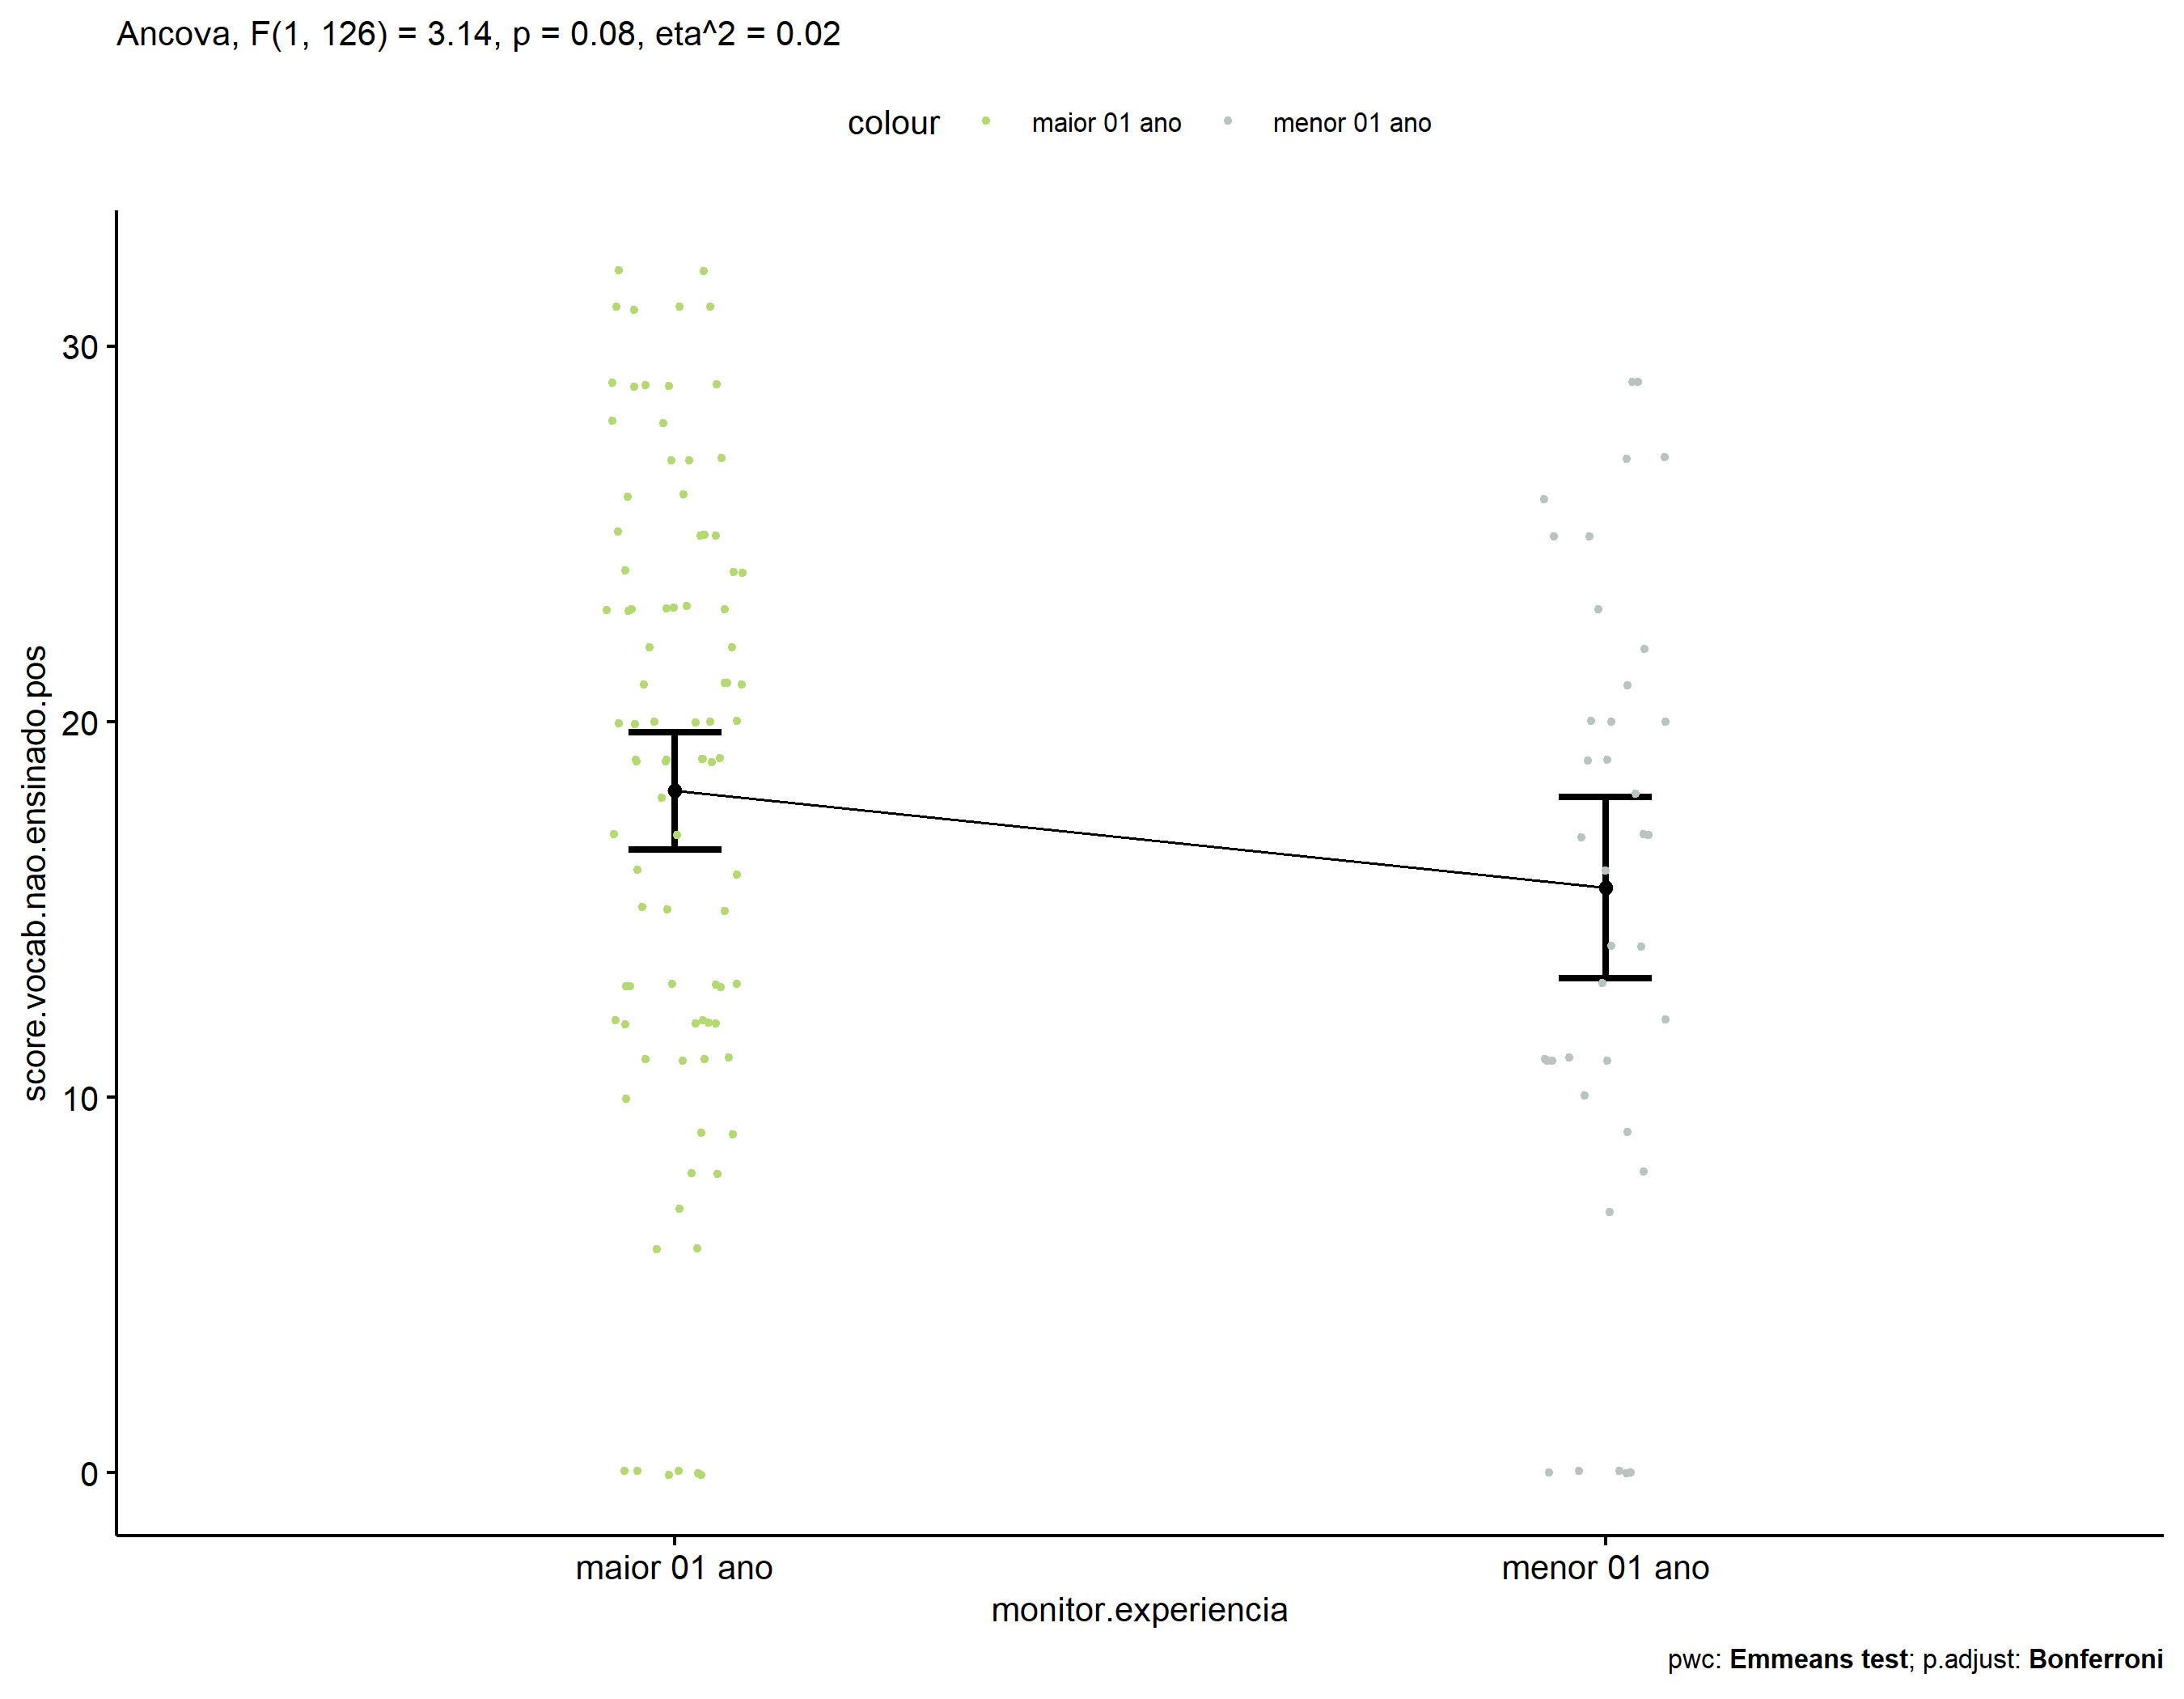 Ancova, F(1, 126) = 3.14, p = 0.08, eta^2 = 0.02
colour maior 01 ano menor 01 ano
score.vocab.nao.ensinado.pos
30
20
10
0
maior 01 ano menor 01 ano
monitor.experiencia
pwc: Emmeans test; p.adjust: Bonferroni